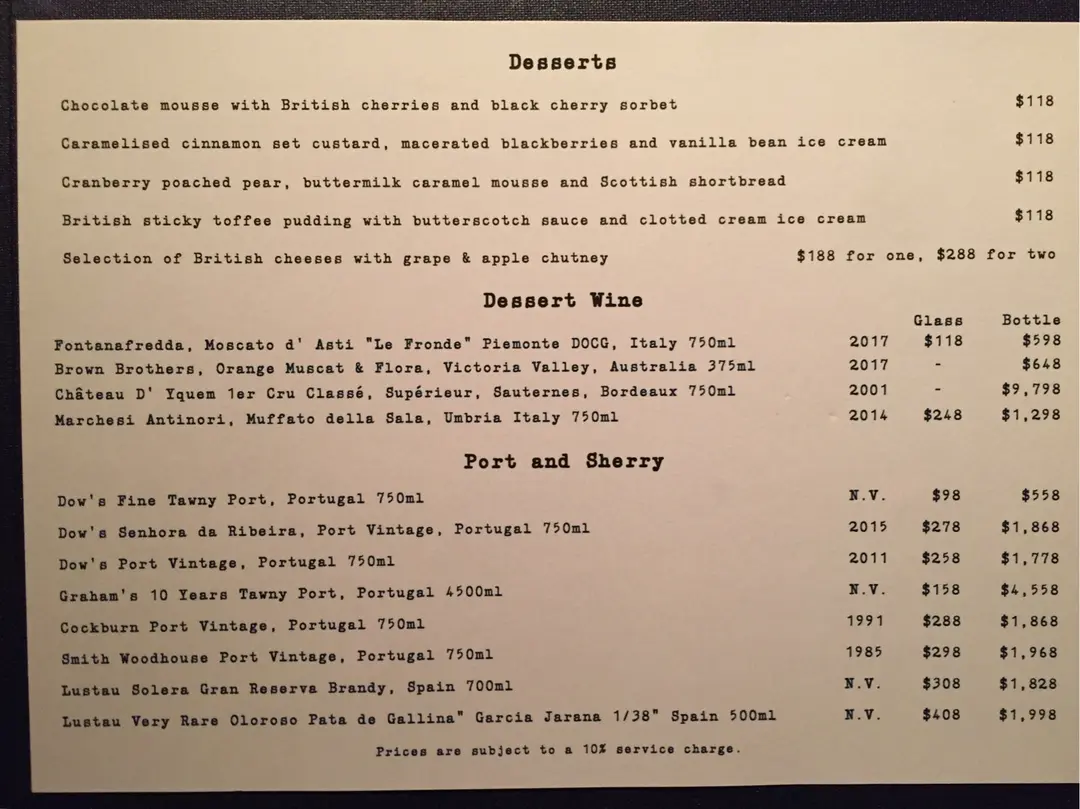 Desserts
Chocolate mousse with British cherries and black cherry sorbet $118
Caramelised cinnamon set custard, macerated blackberries and vanilla bean ice cream $118
Cranberry poached pear, buttermilk caramel mousse and Scottish shortbread $118
British sticky toffee pudding with butterscotch sauce and clotted cream ice cream $118
Selection of British cheeses with grape & apple chutney $188 for one, $288 for two
Dessert Wine
Glass Bottle
Fontanafredda, Moscato d' Asti "Le Fronde" Piemonte DOCG, Italy 750ml 2017 $118 $598
Brown Brothers, Orange Muscat & Flora, Victoria Valley, Australia 375ml 2017 - $648
Château D' Yquem 1er Cru Classé, Supérieur, Sauternes, Bordeaux 750ml 2001 - $9,798
Marchesi Antinori, Muffato della Sala, Umbria Italy 750ml 2014 $248 $1,298
Port and Sherry
Dow's Fine Tawny Port, Portugal 750ml N.V. $98 $558
Dow's Senhora da Ribeira, Port Vintage, Portugal 750ml 2015 $278 $1,868
Dow's Port Vintage, Portugal 750ml 2011 $258 $1,778
Graham's 10 Years Tawny Port, Portugal 4500ml N.V. $158 $4,558
Cockburn Port Vintage, Portugal 750ml 1991 $288 $1,868
Smith Woodhouse Port Vintage, Portugal 750ml 1985 $298 $1,968
Lustau Solera Gran Reserva Brandy, Spain 700ml N.V. $308 $1,828
Lustau Very Rare Oloroso Pata de Gallina" Garcia Jarana 1/38" Spain 500ml N.V. $408 $1,998
Prices are subject to a 10% service charge.